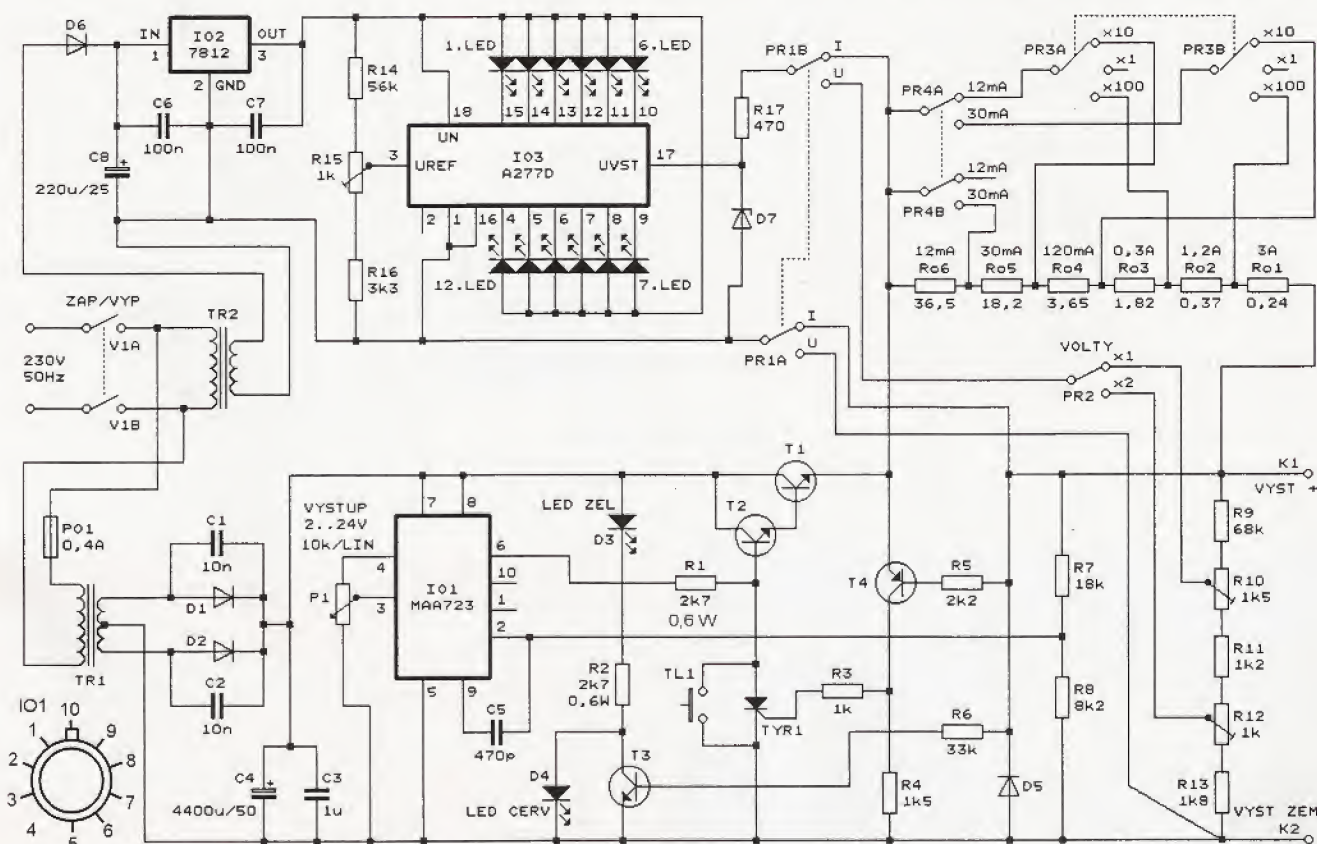 D6
IN
IO2
7812
OUT
1
3
2
GND
C6
100n
C7
100n
C8
+
220u/25
R14
56k
R15
1k
R16
3k3
1.LED
6.LED
18
15
14
13
12
11
10
UN
3
UREF
IO3
A277D
UVST
17
2
1
16
4
5
6
7
8
9
12.LED
7.LED
R17
470
D7
PR1B
I
U
PR1A
I
U
PR4A
12mA
30mA
PR4B
12mA
30mA
PR3A
x10
x1
x100
PR3B
x10
x1
x100
12mA
Ro6
36,5
30mA
Ro5
18,2
120mA
Ro4
3,65
0,3A
Ro3
1,82
1,2A
Ro2
0,37
3A
Ro1
0,24
ZAP/VYP
V1A
230V
50Hz
V1B
TR2
VOLTY
x1
x2
PR2
PO1
0,4A
TR1
C1
10n
D1
D2
C2
10n
C4
+
4400u/50
C3
1u
VYSTUP
2..24V
10k/LIN
P1
7
8
4
3
IO1
MAA723
6
10
1
2
5
9
C5
470p
LED ZEL
D3
R1
2k7
0,6W
R2
2k7
0,6W
T1
T2
T3
T4
TL1
TYR1
R3
1k
R4
1k5
R5
2k2
R6
33k
D4
LED CERV
D5
R7
18k
R8
8k2
K1
VYST +
R9
68k
R10
1k5
R11
1k2
R12
1k
R13
1k8
VYST ZEM
K2
IO1
10
1
9
2
8
3
7
4
6
5